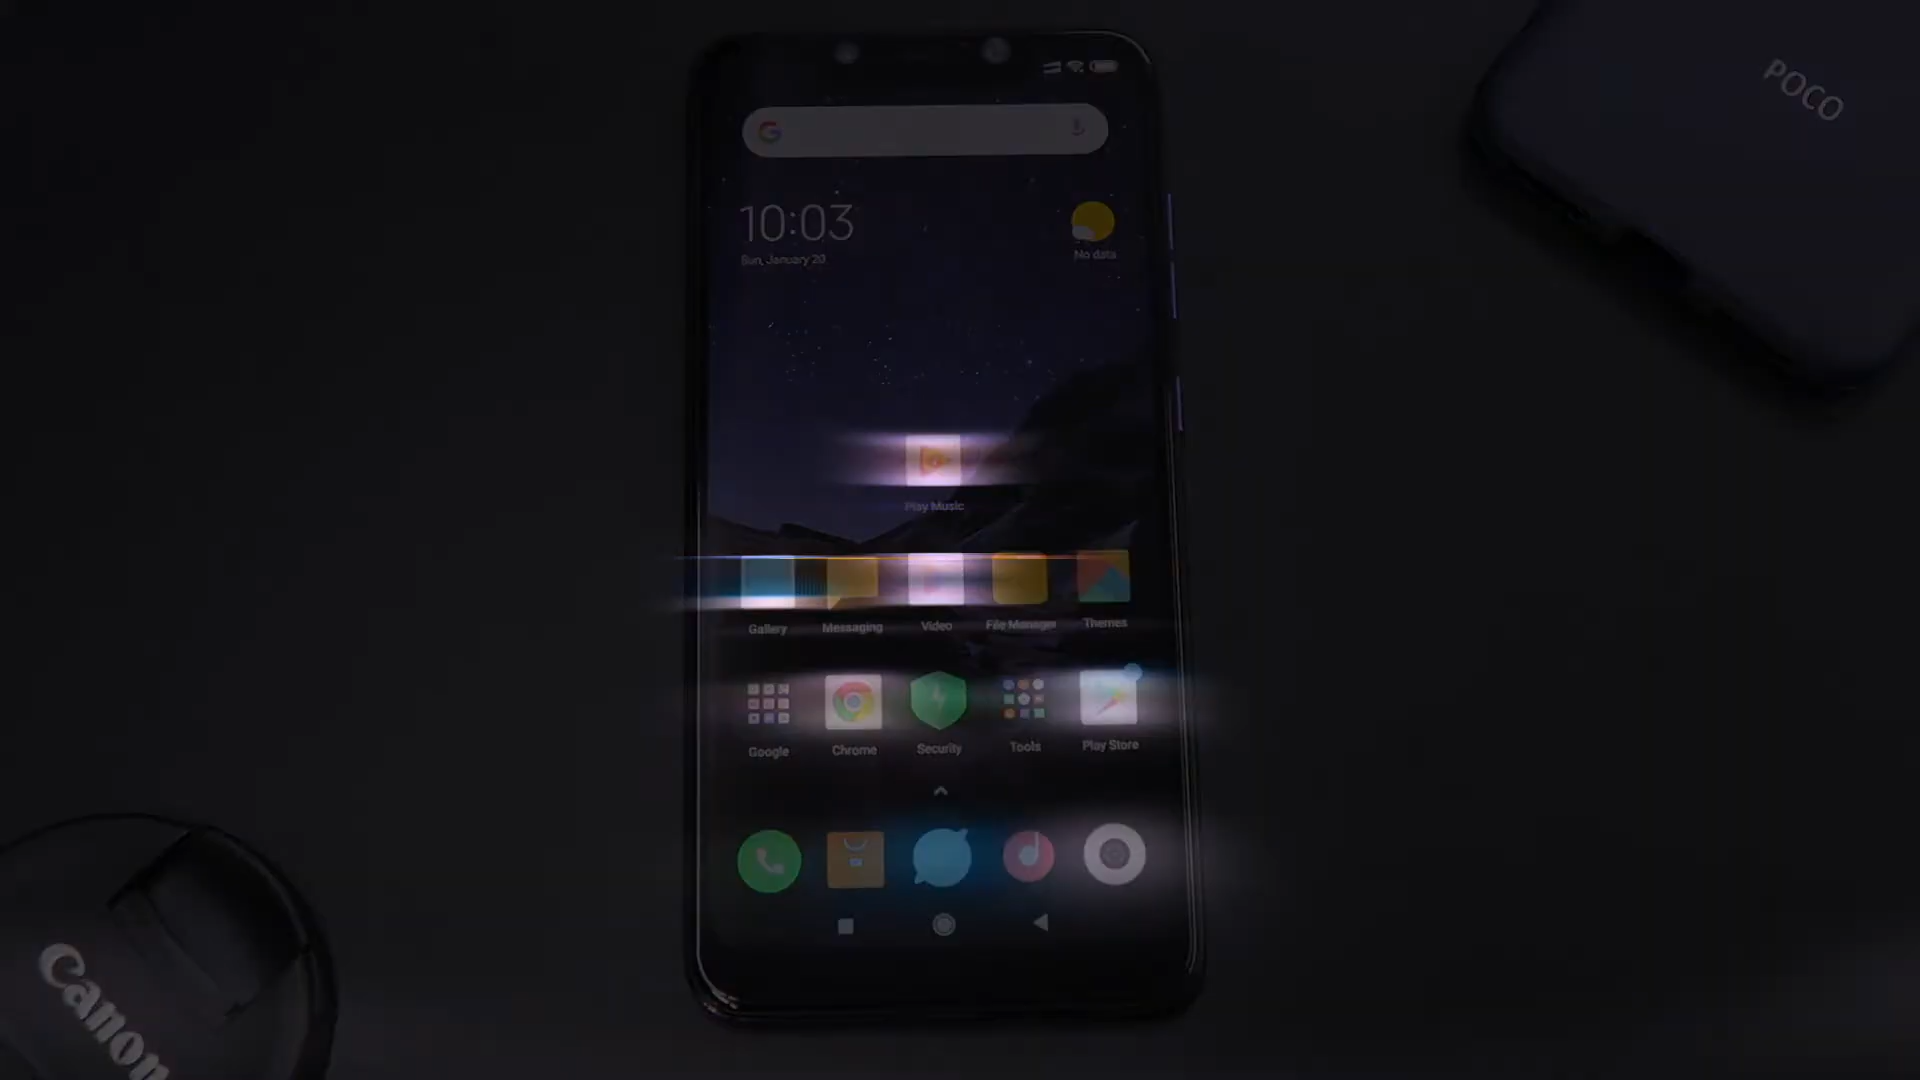 POCO
10:03
Sun, January 20
No data
Play Music
Gallery
Messaging
Video
File Manager
Themes
Google
Chrome
Security
Tools
Play Store
Canon